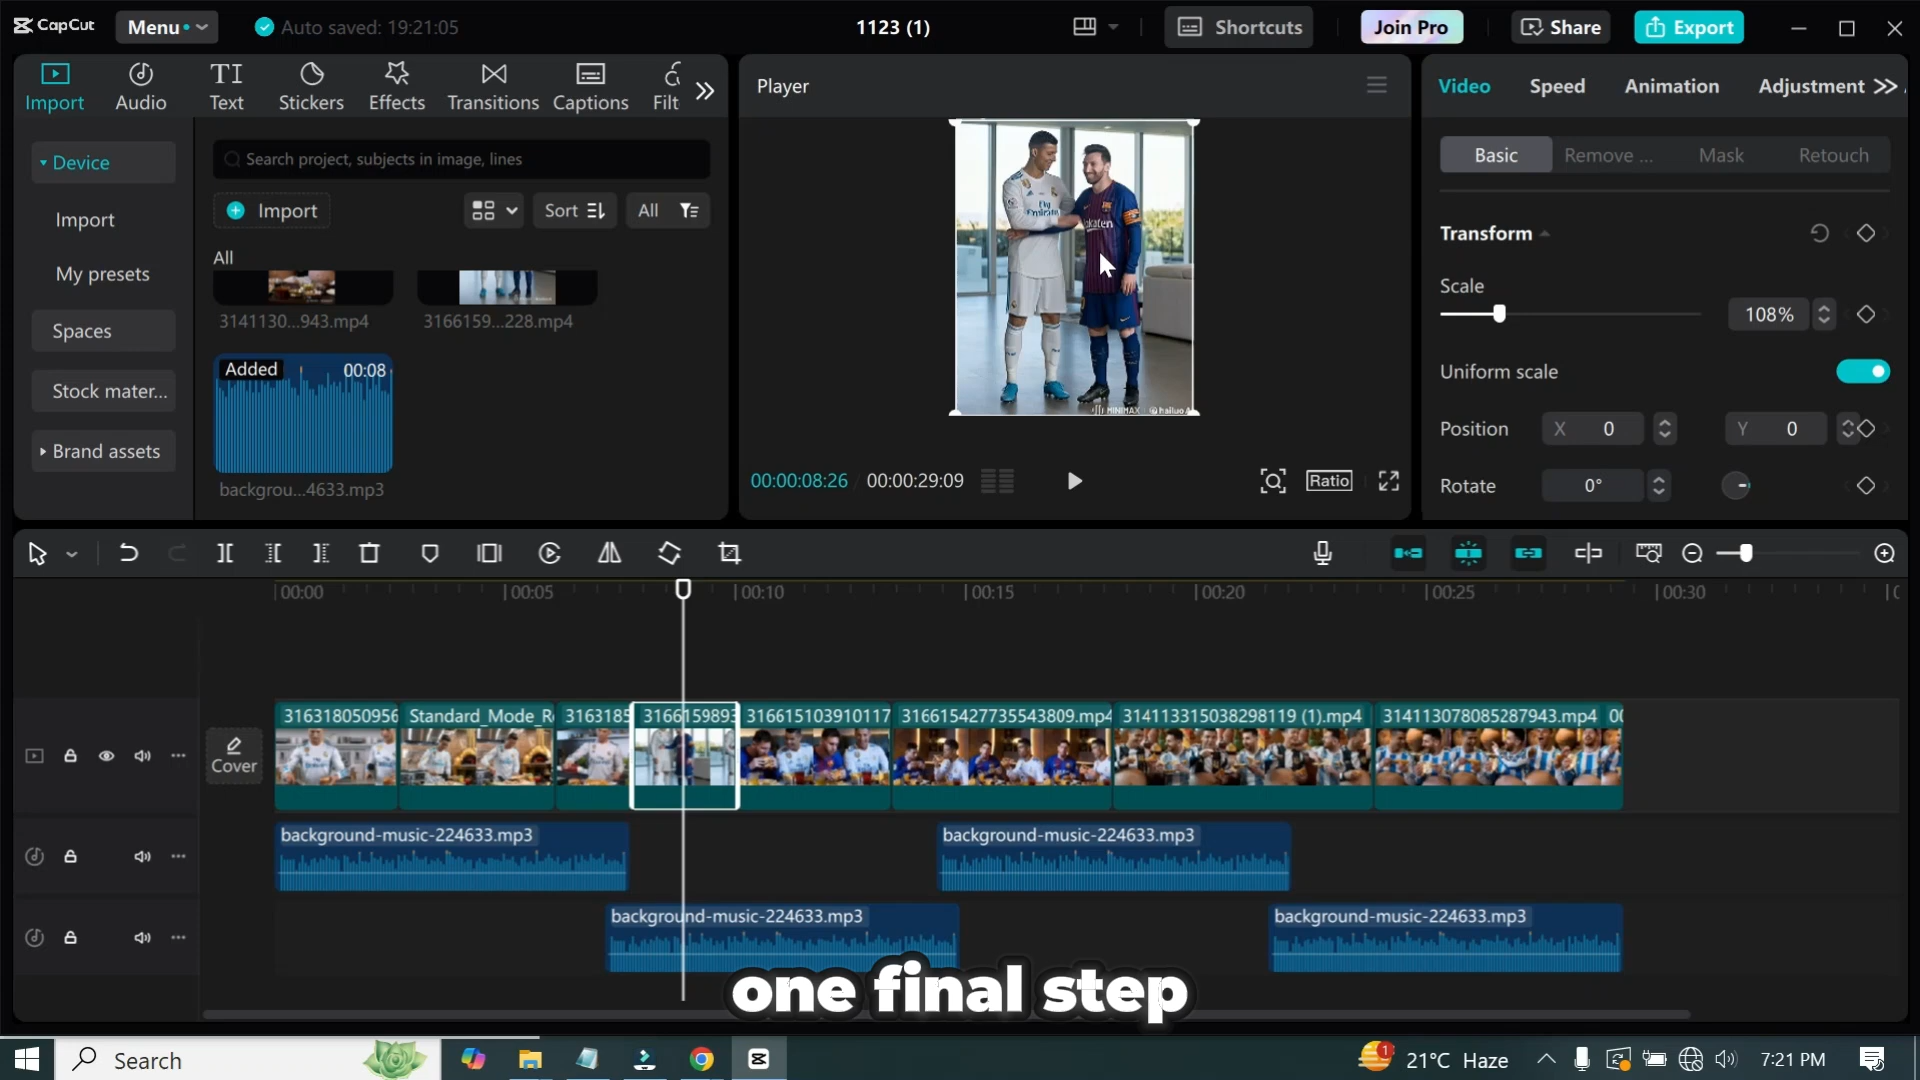 CapCut
Menu
Auto saved: 19:21:05
1123 (1)
Shortcuts
Join Pro
Share
Export
Import
Audio
TI
Text
Stickers
Effects
Transitions
Captions
Filt
Player
Video
Speed
Animation
Adjustment
Device
Import
My presets
Spaces
Stock mater...
Brand assets
Search project, subjects in image, lines
Import
Sort
All
All
3141130...943.mp4
3166159...228.mp4
Added
00:08
backgrou...4633.mp3
Fly
Emirates
MINIMAX
hailuo
00:00:08:26
00:00:29:09
Ratio
Basic
Remove ...
Mask
Retouch
Transform
Scale
108%
Uniform scale
Position
X 0
Y 0
Rotate
0°
00:00
00:05
00:10
00:15
00:20
00:25
00:30
Cover
316318050956
Standard_Mode_R
3163185
3166159893
316615103910117
316615427735543809.mp4
314113315038298119 (1).mp4
314113078085287943.mp4
background-music-224633.mp3
background-music-224633.mp3
background-music-224633.mp3
background-music-224633.mp3
one final step
Search
1
21°C Haze
7:21 PM